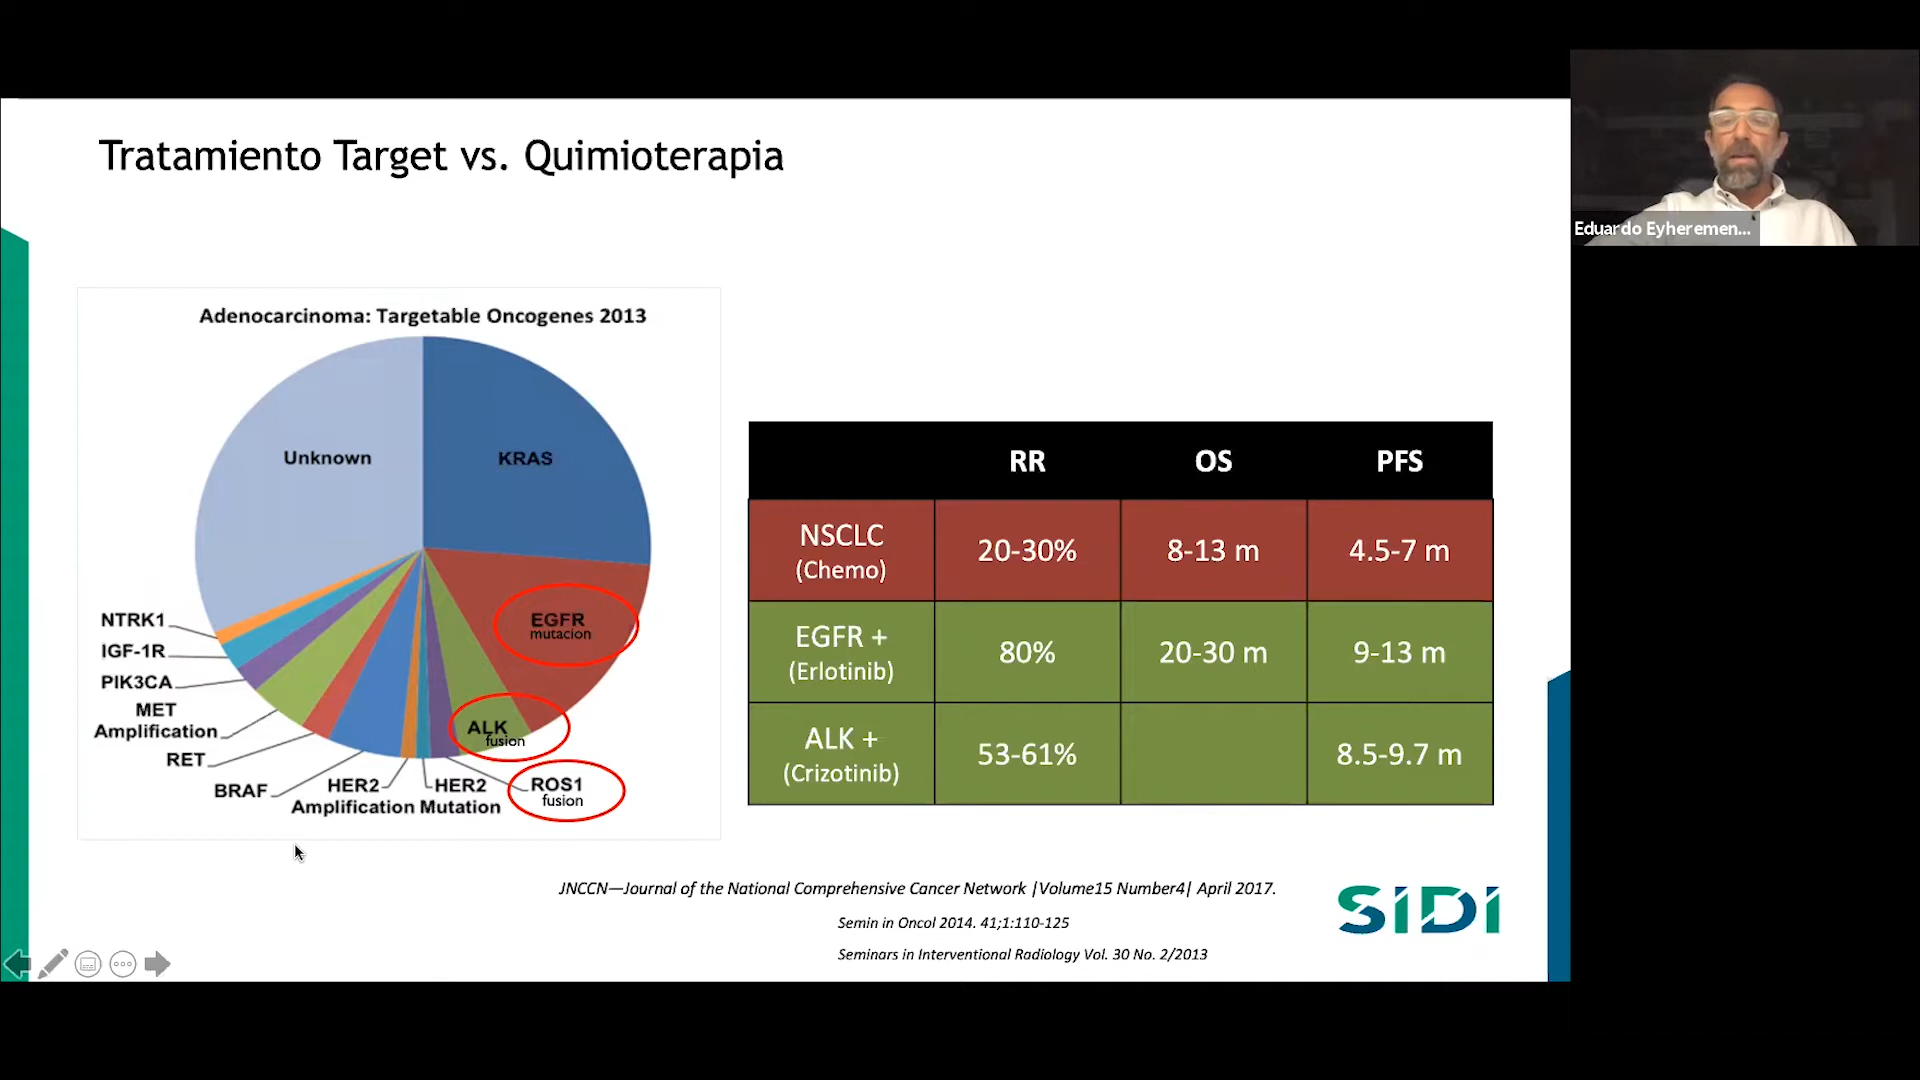 Tratamiento Target vs. Quimioterapia
Eduardo Eyheremen...
Adenocarcinoma: Targetable Oncogenes 2013
Unknown
KRAS
EGFR
mutacion
ALK
fusion
ROS1
fusion
NTRK1
IGF-1R
PIK3CA
MET
Amplification
RET
BRAF
HER2
Amplification
HER2
Mutation
RR OS PFS
NSCLC
(Chemo)
20-30% 8-13 m 4.5-7 m
EGFR +
(Erlotinib)
80% 20-30 m 9-13 m
ALK +
(Crizotinib)
53-61% 8.5-9.7 m
JNCCN—Journal of the National Comprehensive Cancer Network |Volume15 Number4| April 2017.
Semin in Oncol 2014. 41;1:110-125
Seminars in Interventional Radiology Vol. 30 No. 2/2013
SiDi